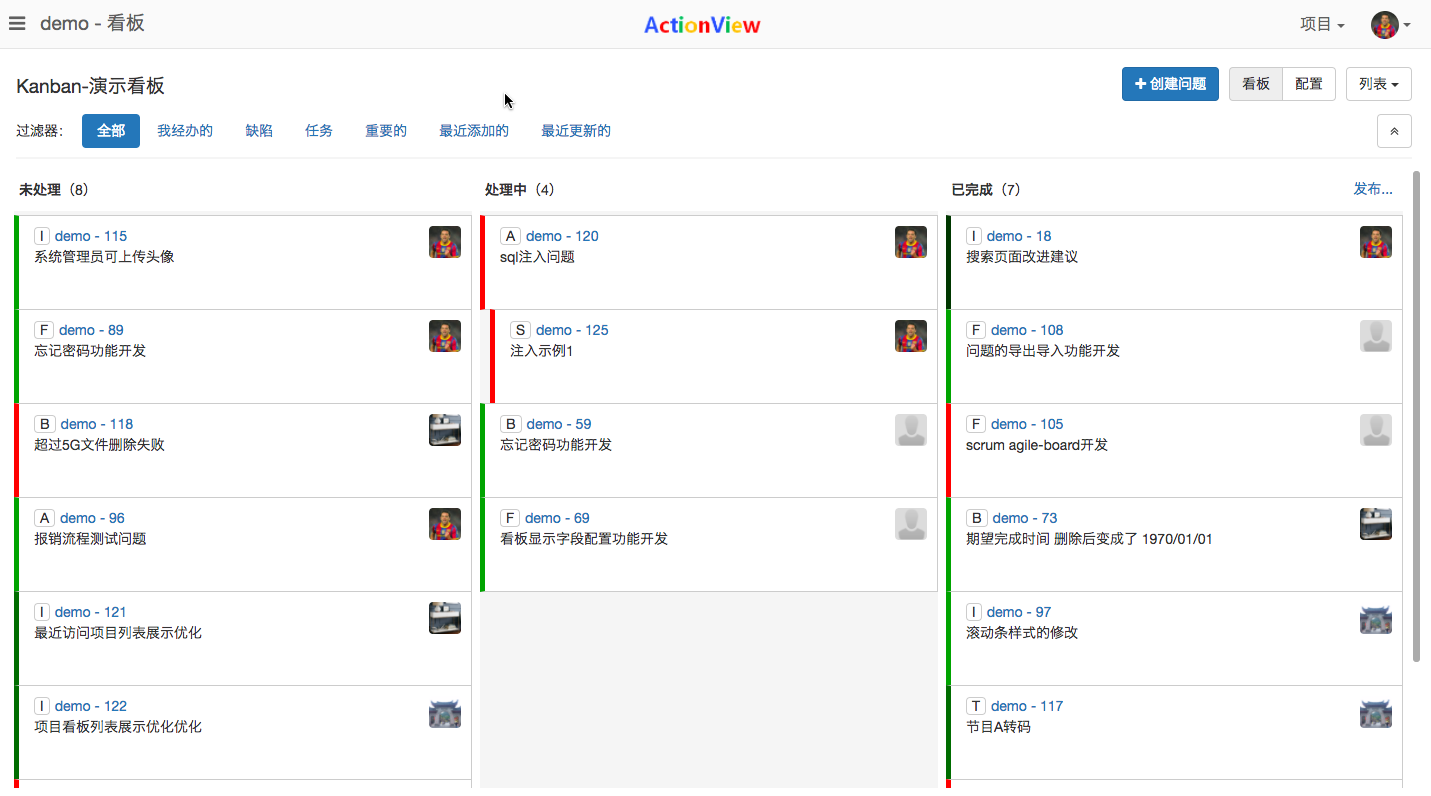 demo - 看板
ActionView
项目
Kanban-演示看板
+ 创建问题
看板
配置
列表
过滤器:
全部
我经办的
缺陷
任务
重要的
最近添加的
最近更新的
未处理（8）
I demo - 115
系统管理员可上传头像
F demo - 89
忘记密码功能开发
B demo - 118
超过5G文件删除失败
A demo - 96
报销流程测试问题
I demo - 121
最近访问项目列表展示优化
I demo - 122
项目看板列表展示优化优化
处理中（4）
A demo - 120
sql注入问题
S demo - 125
注入示例1
B demo - 59
忘记密码功能开发
F demo - 69
看板显示字段配置功能开发
已完成（7）
发布...
I demo - 18
搜索页面改进建议
F demo - 108
问题的导出导入功能开发
F demo - 105
scrum agile-board开发
B demo - 73
期望完成时间 删除后变成了 1970/01/01
I demo - 97
滚动条样式的修改
T demo - 117
节目A转码